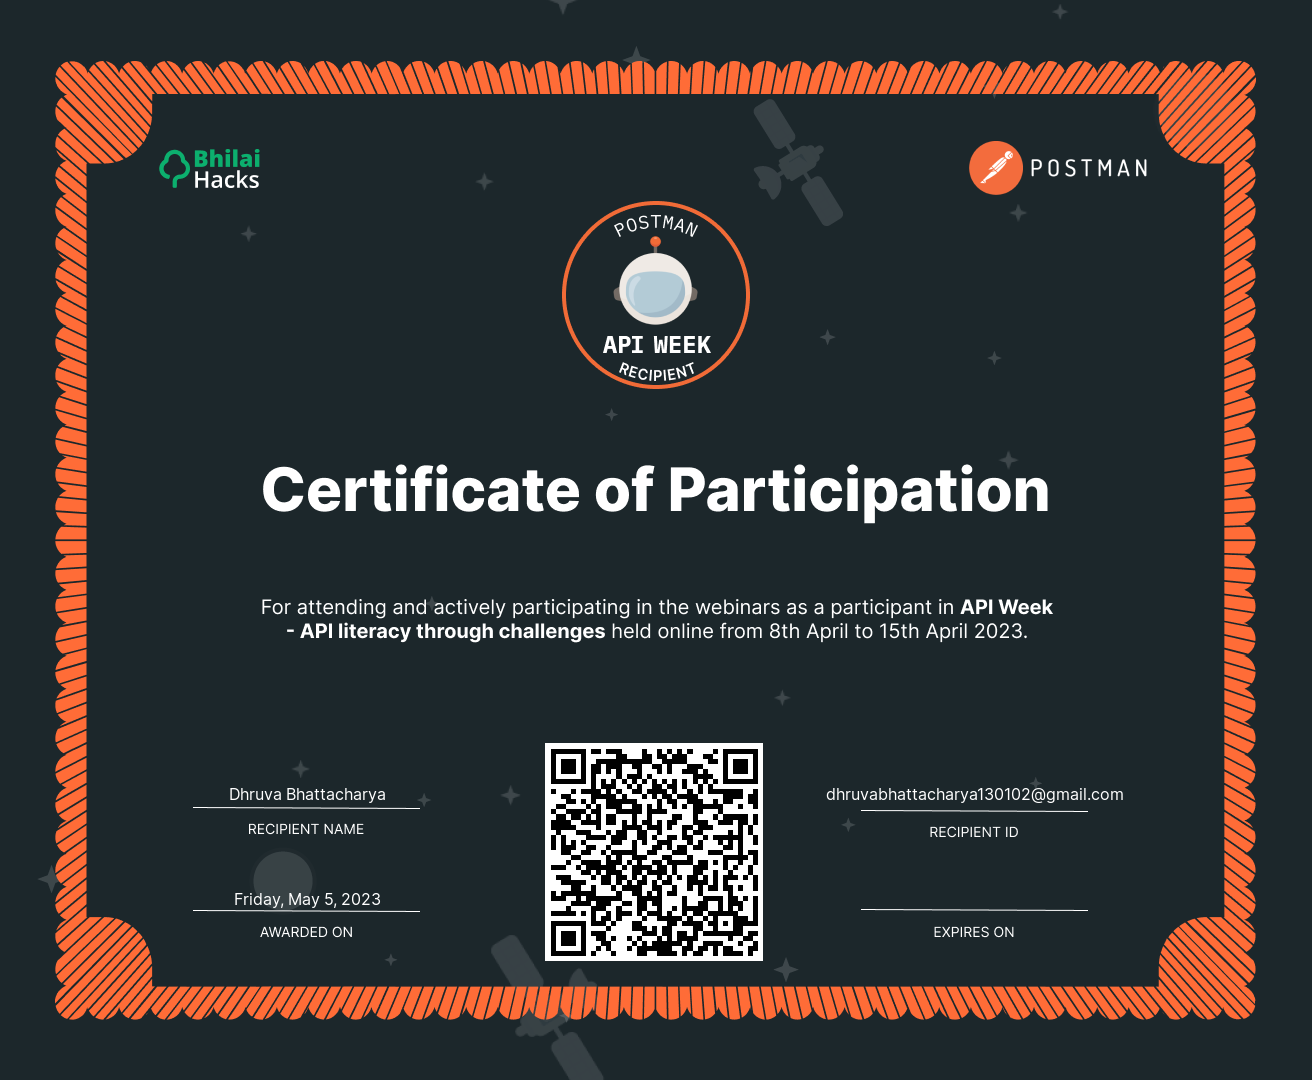 Bhilai
Hacks
POSTMAN
POSTMAN
API WEEK
RECIPIENT
Certificate of Participation
For attending and actively participating in the webinars as a participant in API Week
- API literacy through challenges held online from 8th April to 15th April 2023.
Dhruva Bhattacharya
RECIPIENT NAME
dhruvabhattacharya130102@gmail.com
RECIPIENT ID
Friday, May 5, 2023
AWARDED ON
EXPIRES ON